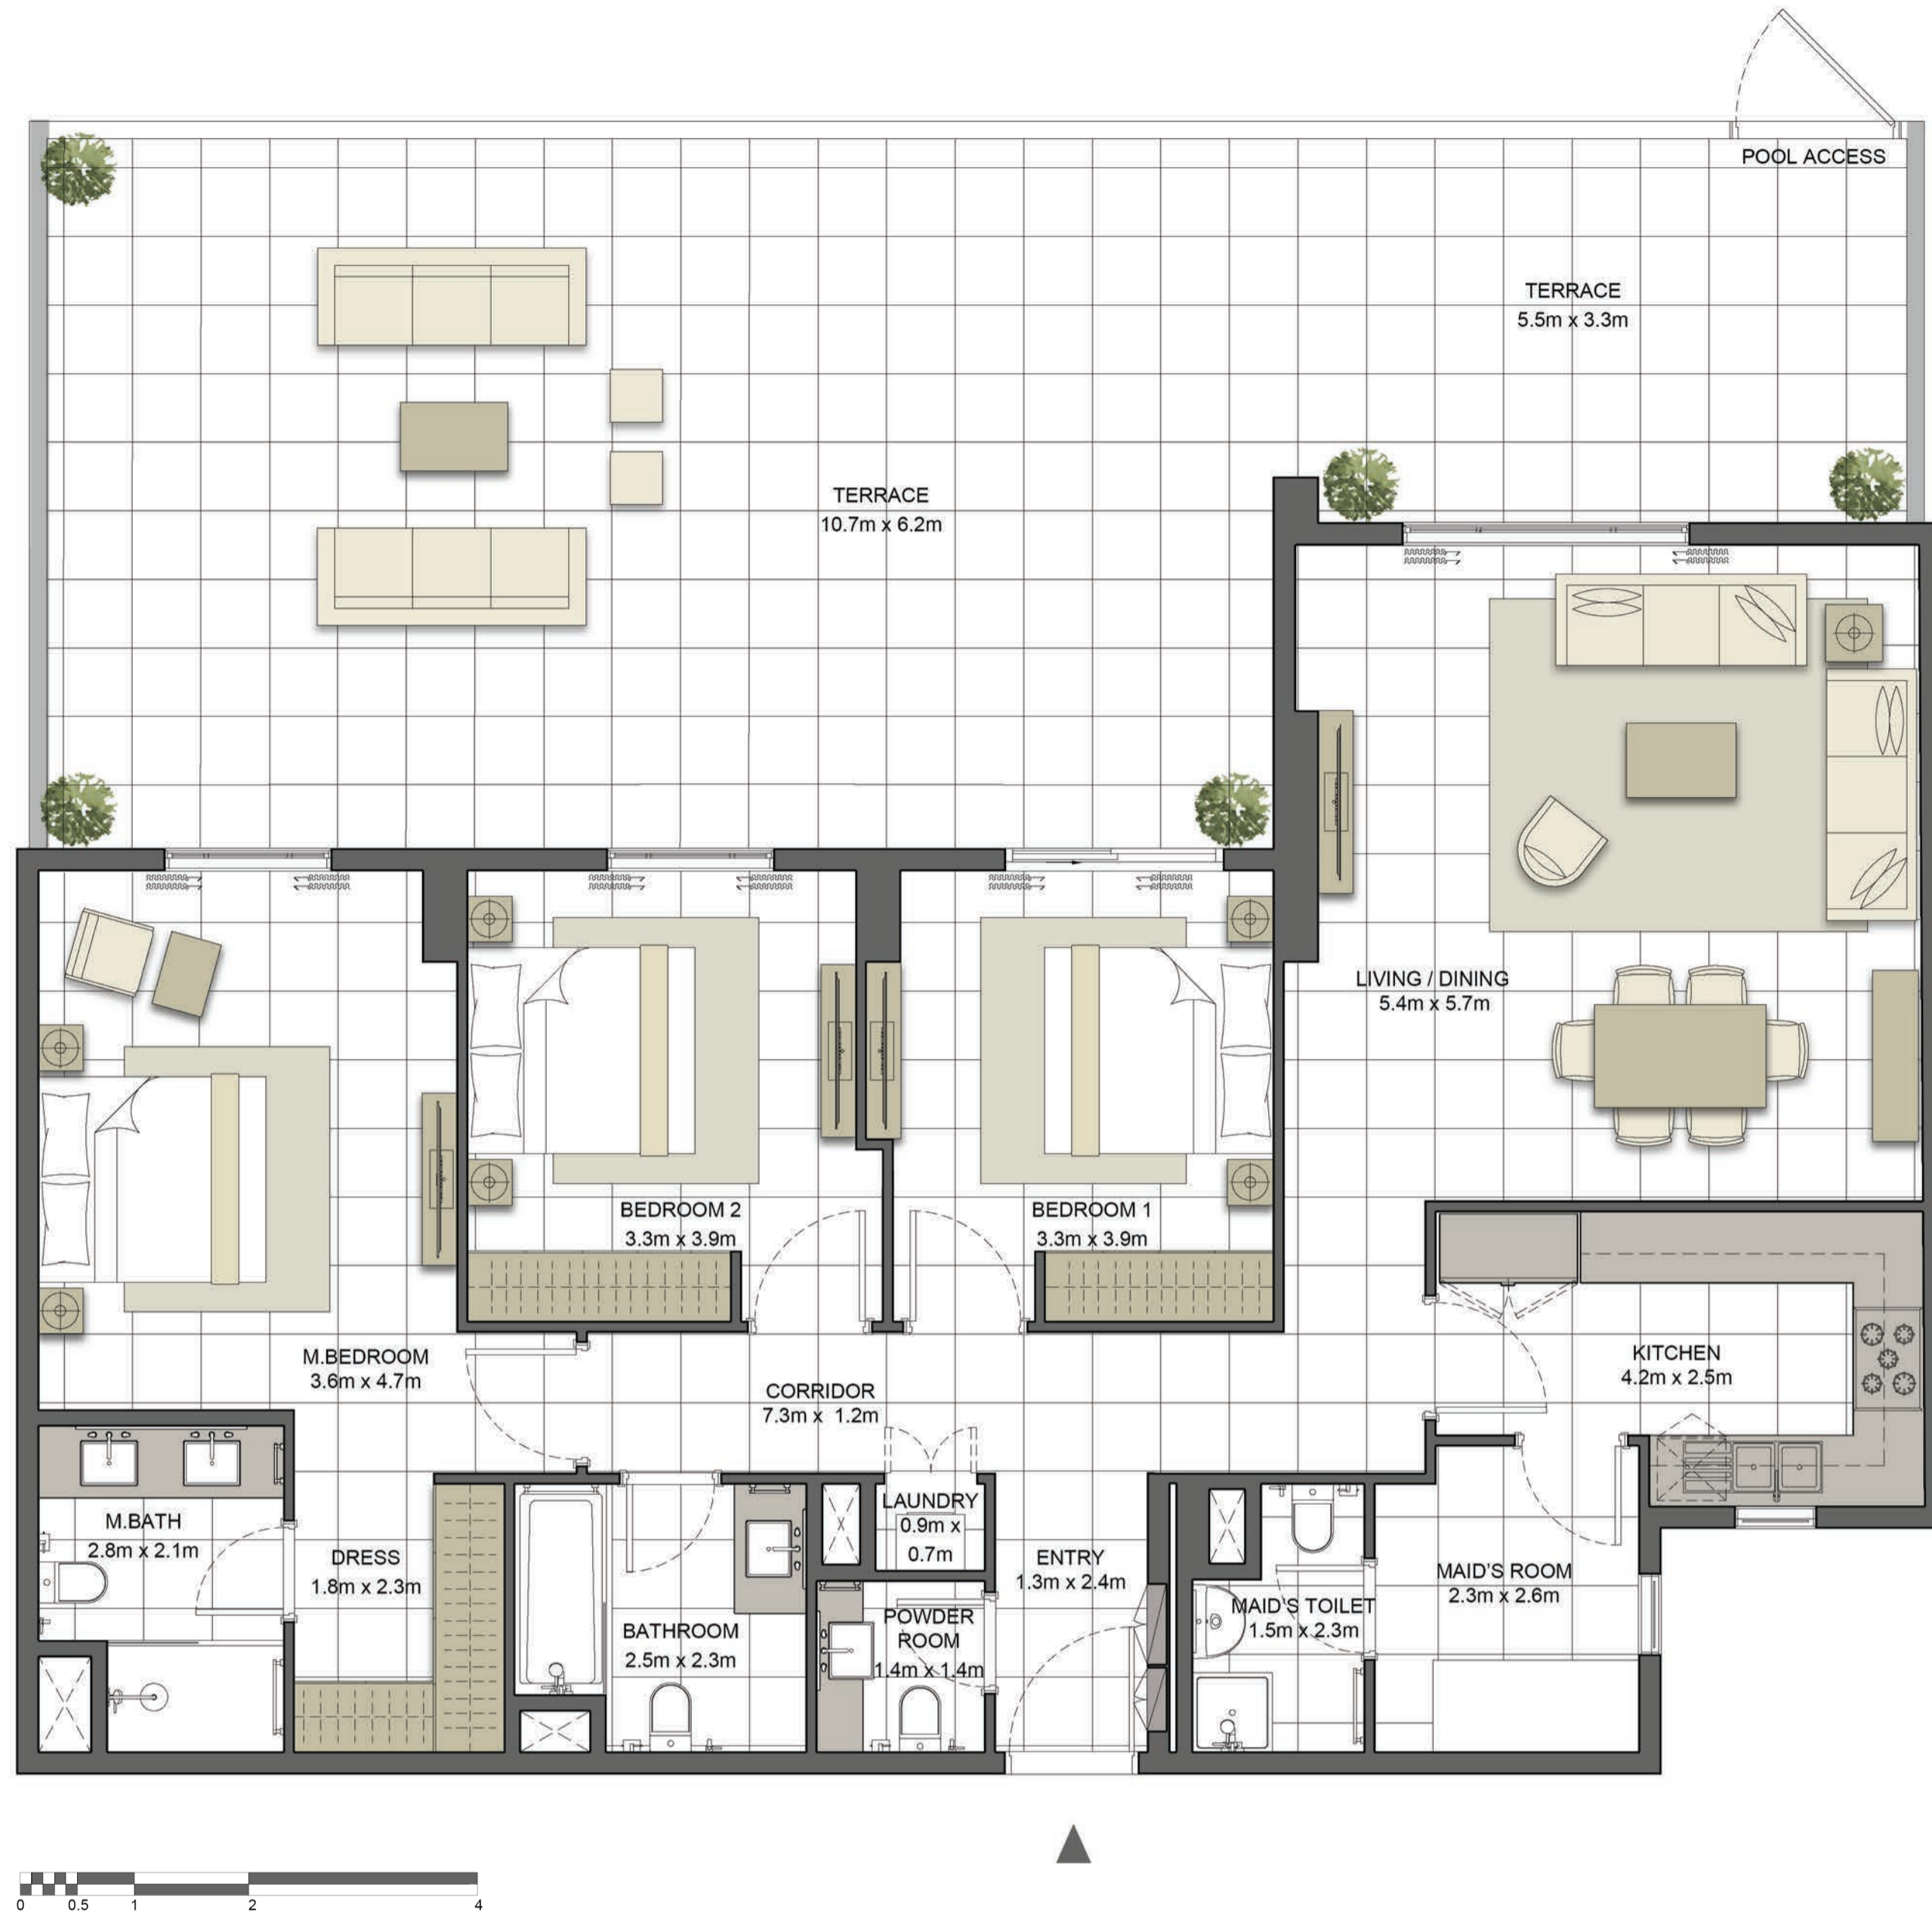 POOL ACCESS
TERRACE
5.5m x 3.3m
TERRACE
10.7m x 6.2m
LIVING / DINING
5.4m x 5.7m
BEDROOM 2
3.3m x 3.9m
BEDROOM 1
3.3m x 3.9m
M.BEDROOM
3.6m x 4.7m
KITCHEN
4.2m x 2.5m
CORRIDOR
7.3m x 1.2m
M.BATH
2.8m x 2.1m
DRESS
1.8m x 2.3m
LAUNDRY
0.9m x
0.7m
ENTRY
1.3m x 2.4m
MAID'S ROOM
2.3m x 2.6m
BATHROOM
2.5m x 2.3m
POWDER
ROOM
1.4m x 1.4m
MAID'S TOILET
1.5m x 2.3m
0 0.5 1 2 4